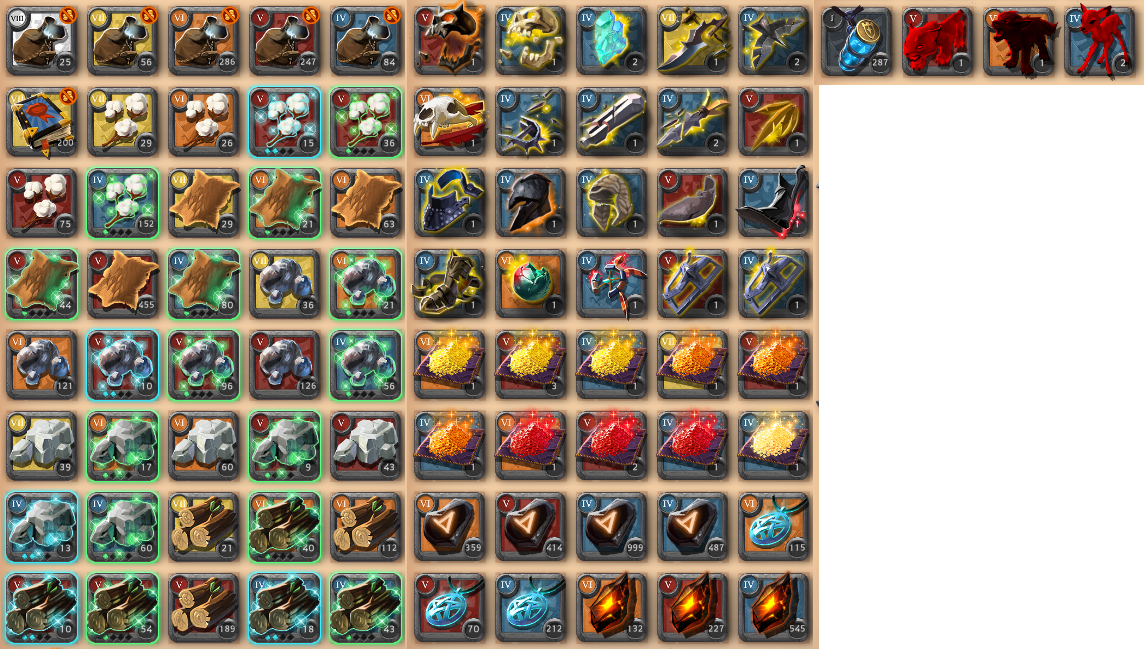 VIII VII VI V IV V IV IV VII IV J V VI IV
25 56 286 247 84 1 1 2 1 2 287 1 1 2
VII VI V V VI IV IV IV V
200 29 26 15 36 1 1 1 2 1
V IV VII VI VI IV IV IV V IV
75 152 29 21 63 1 1 1 1 1
V V IV VII VI IV VI IV V IV
44 455 80 36 21 1 1 1 1 1
VI V V V IV VI V IV VII V
121 10 96 126 56 1 3 1 1 1
VII VI VI V V IV VI V IV IV
39 17 60 9 43 1 1 2 1 1
IV IV VII VI VI VI V IV IV VI
13 60 21 40 112 359 414 999 487 115
V V V IV IV V IV VI V IV
10 54 189 18 43 70 212 132 227 545